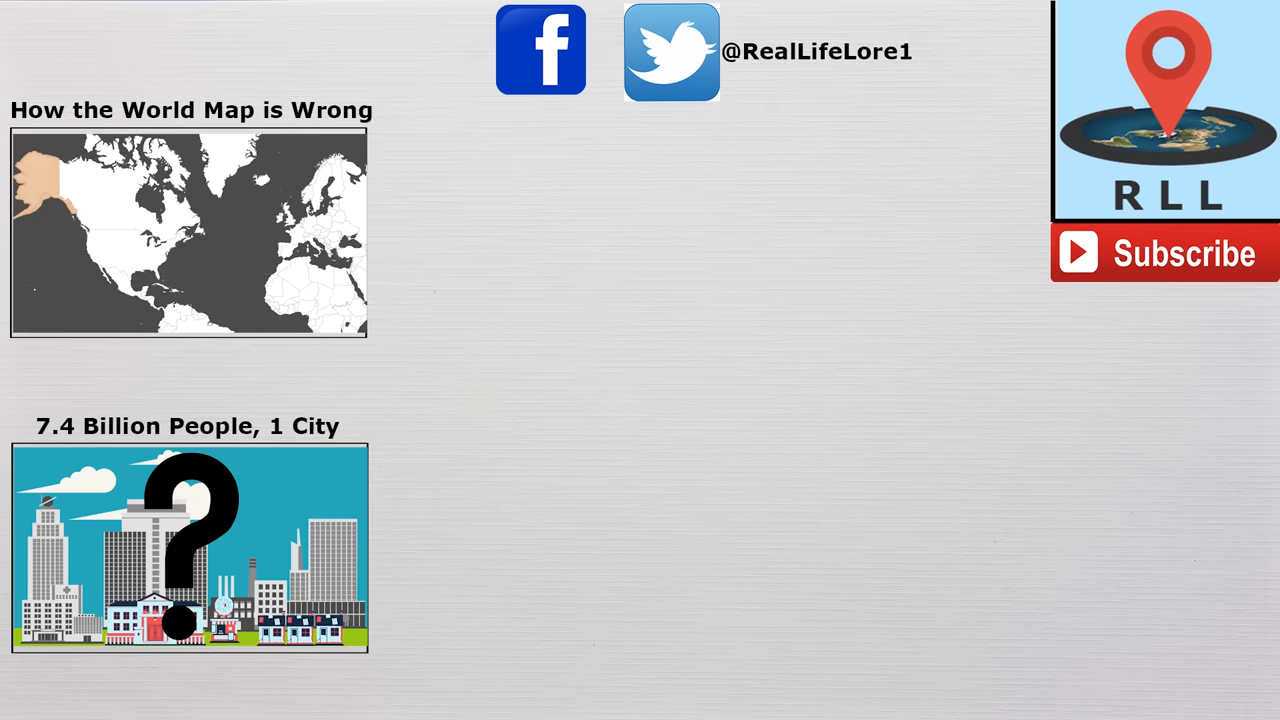 @RealLifeLore1
How the World Map is Wrong
RLL
Subscribe
7.4 Billion People, 1 City
?